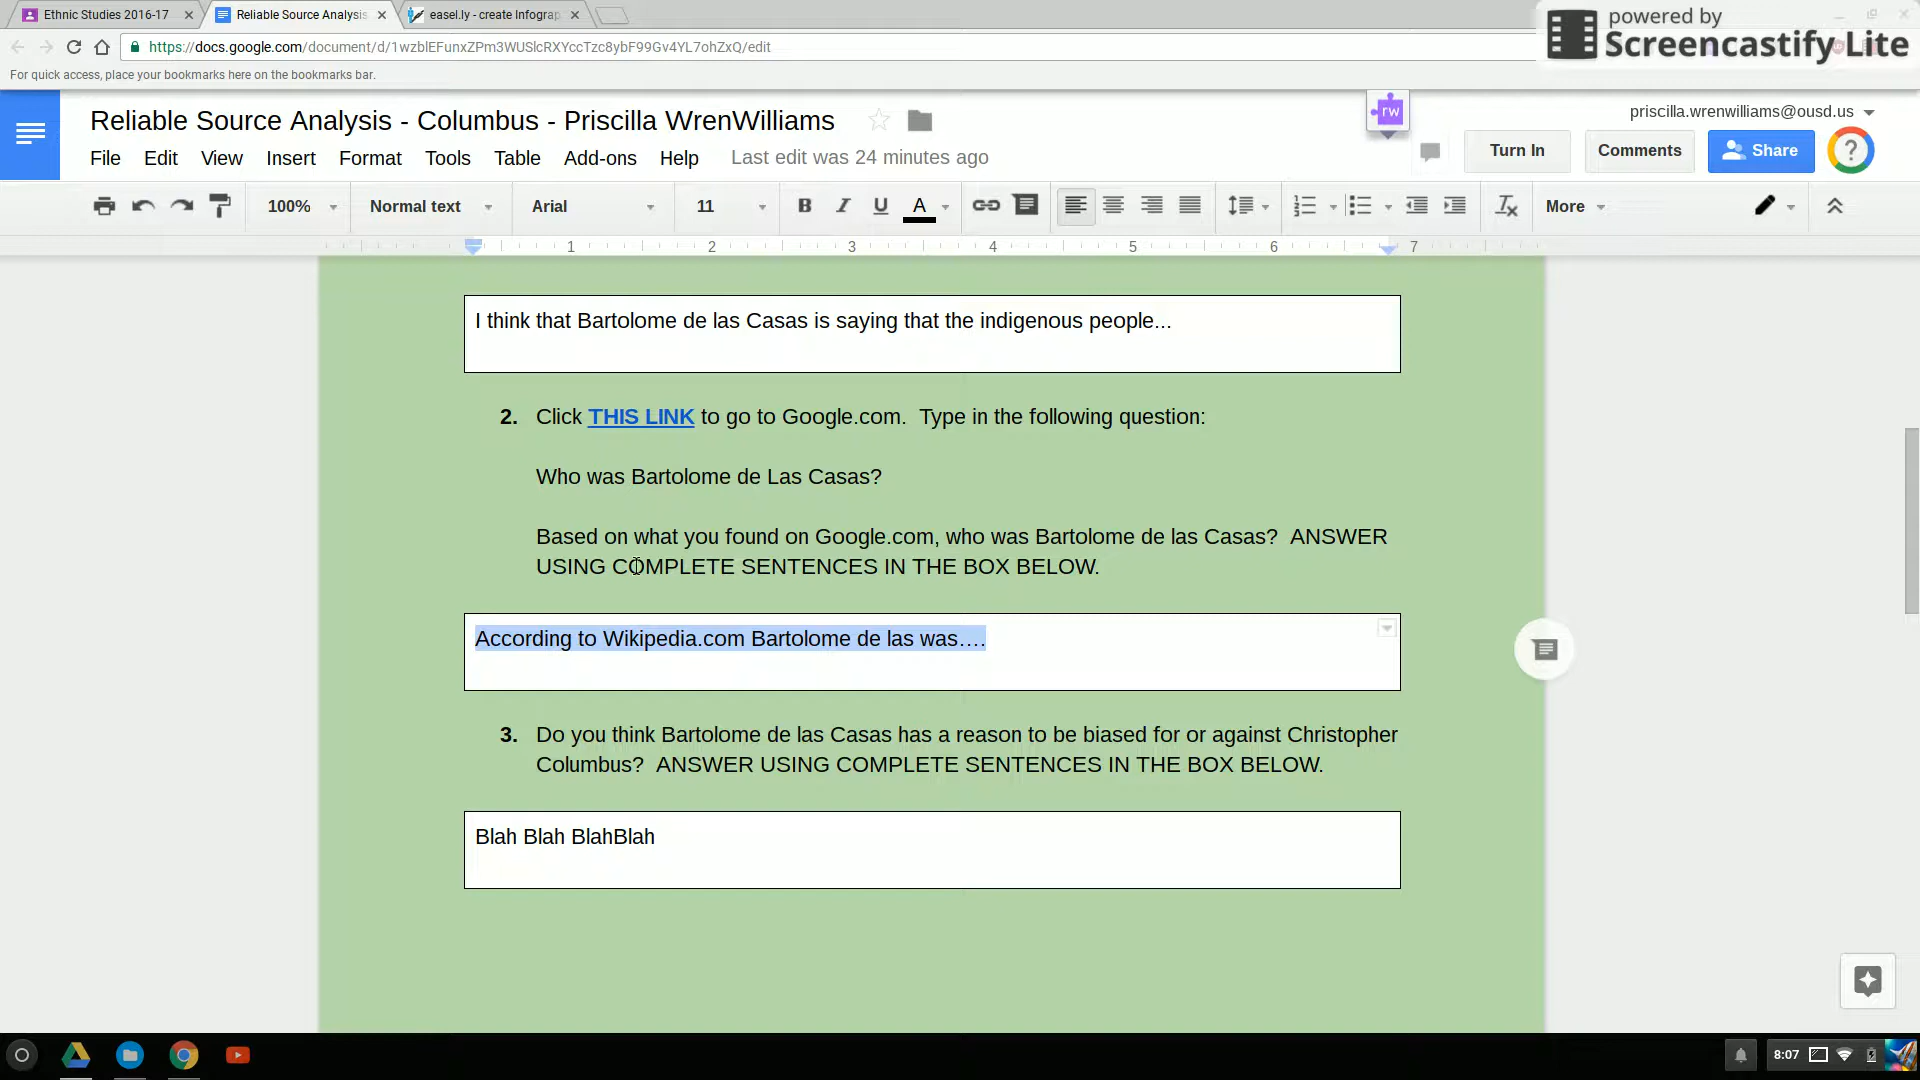 Ethnic Studies 2016-17
Reliable Source Analysis
easel.ly - create Infograp
powered by
Screencastify Lite
https://docs.google.com/document/d/1wzblEFunxZPm3WUSlcRXYccTzc8ybF99Gv4YL7ohZxQ/edit
For quick access, place your bookmarks here on the bookmarks bar.
Reliable Source Analysis - Columbus - Priscilla WrenWilliams
rw
priscilla.wrenwilliams@ousd.us
File Edit View Insert Format Tools Table Add-ons Help Last edit was 24 minutes ago
Turn In Comments Share ?
100% Normal text Arial 11 B I U A More
1 2 3 4 5 6 7
I think that Bartolome de las Casas is saying that the indigenous people...
2. Click THIS LINK to go to Google.com. Type in the following question:
Who was Bartolome de Las Casas?
Based on what you found on Google.com, who was Bartolome de las Casas? ANSWER
USING COMPLETE SENTENCES IN THE BOX BELOW.
According to Wikipedia.com Bartolome de las was….
3. Do you think Bartolome de las Casas has a reason to be biased for or against Christopher
Columbus? ANSWER USING COMPLETE SENTENCES IN THE BOX BELOW.
Blah Blah BlahBlah
8:07